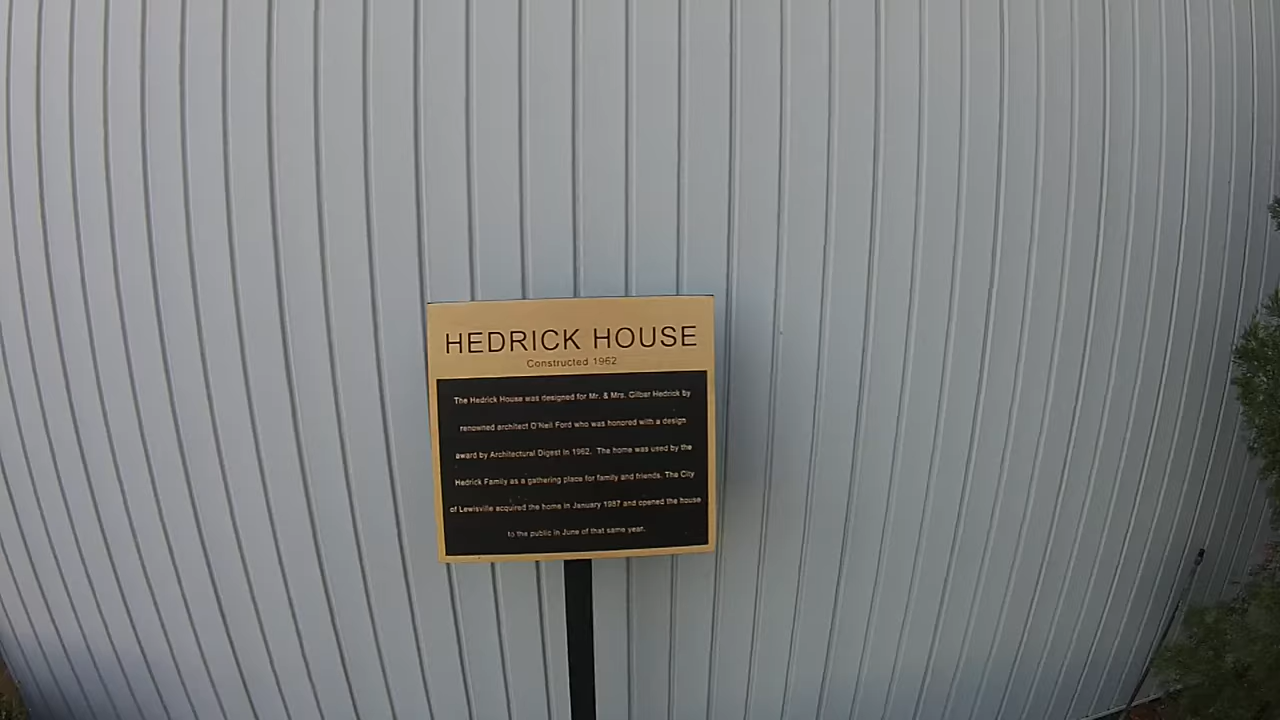 HEDRICK HOUSE
Constructed 1962
The Hedrick House was designed for Mr. & Mrs. Gilbar Hedrick by
renowned architect O'Neil Ford who was honored with a design
award by Architectural Digest in 1962. The home was used by the
Hedrick Family as a gathering place for family and friends. The City
of Lewisville acquired the home in January 1987 and opened the house
to the public in June of that same year.